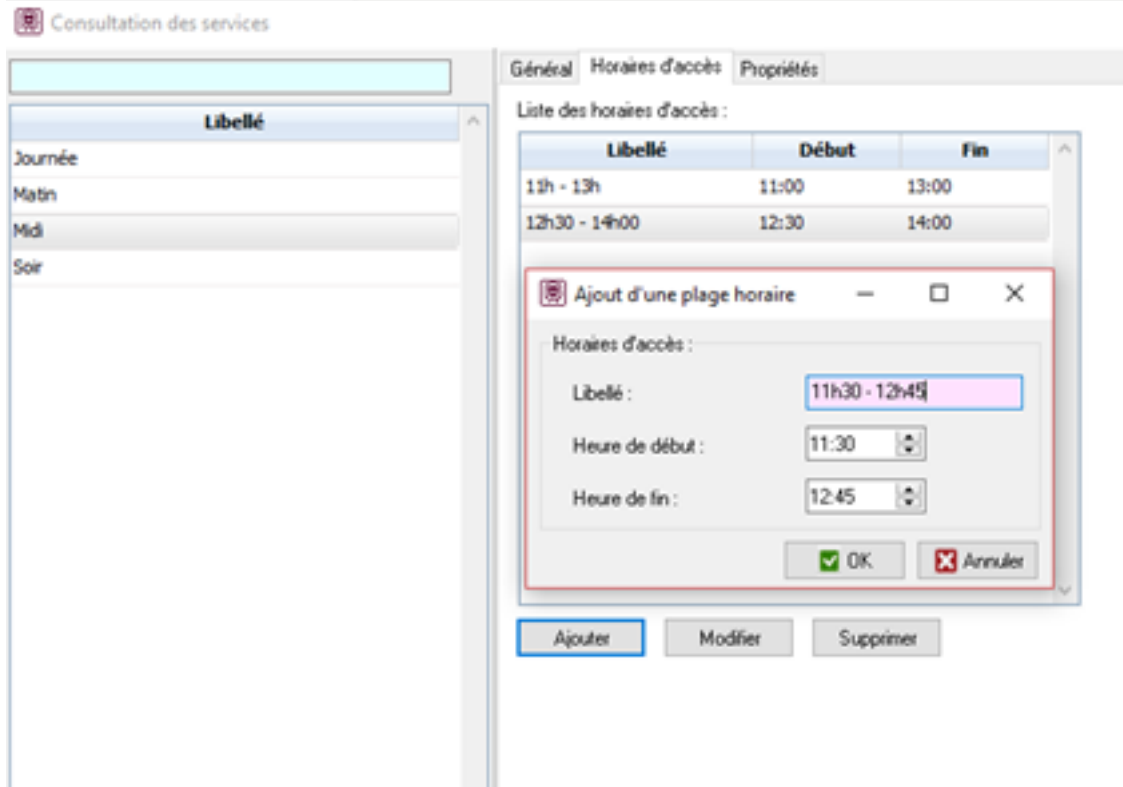 Consultation des services
Libellé
Journée
Matin
Midi
Soir
Général Horaires d'accès Propriétés
Liste des horaires d'accès :
Libellé Début Fin
11h - 13h 11:00 13:00
12h30 - 14h00 12:30 14:00
Ajout d'une plage horaire
Horaires d'accès :
Libellé : 11h30 - 12h45
Heure de début : 11:30
Heure de fin : 12:45
OK Annuler
Ajouter Modifier Supprimer